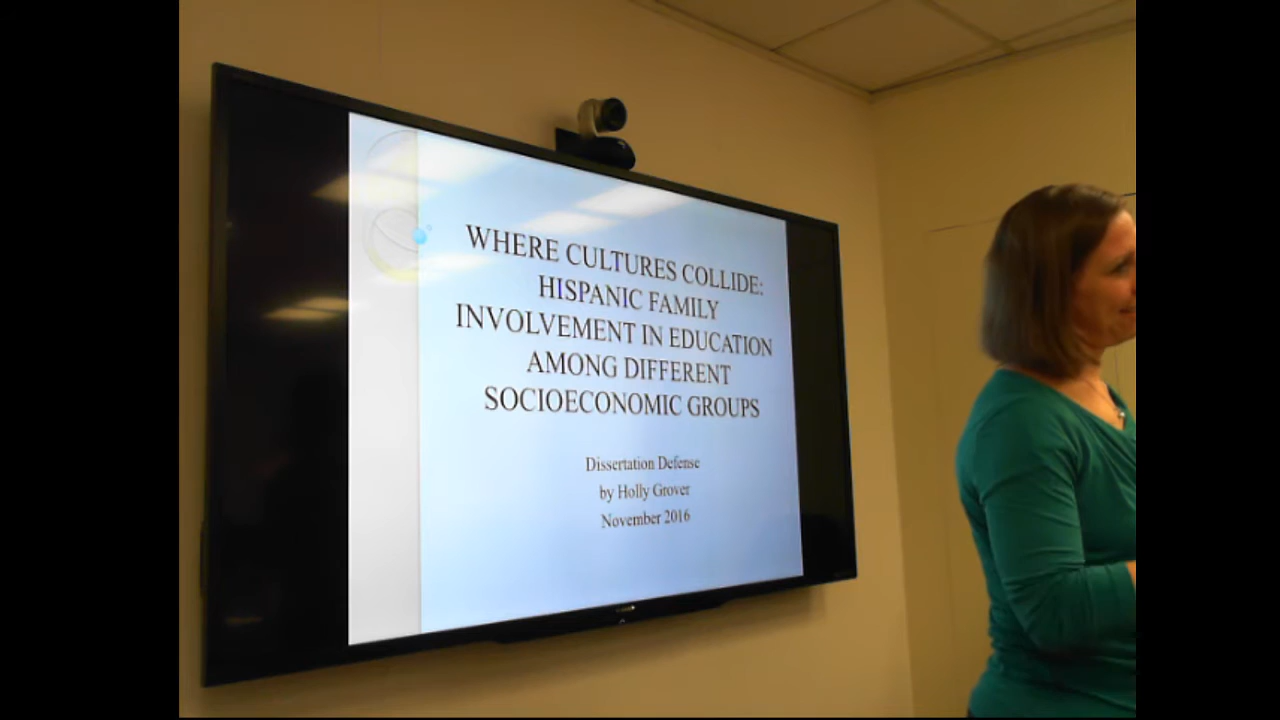 WHERE CULTURES COLLIDE:
HISPANIC FAMILY
INVOLVEMENT IN EDUCATION
AMONG DIFFERENT
SOCIOECONOMIC GROUPS
Dissertation Defense
by Holly Grover
November 2016